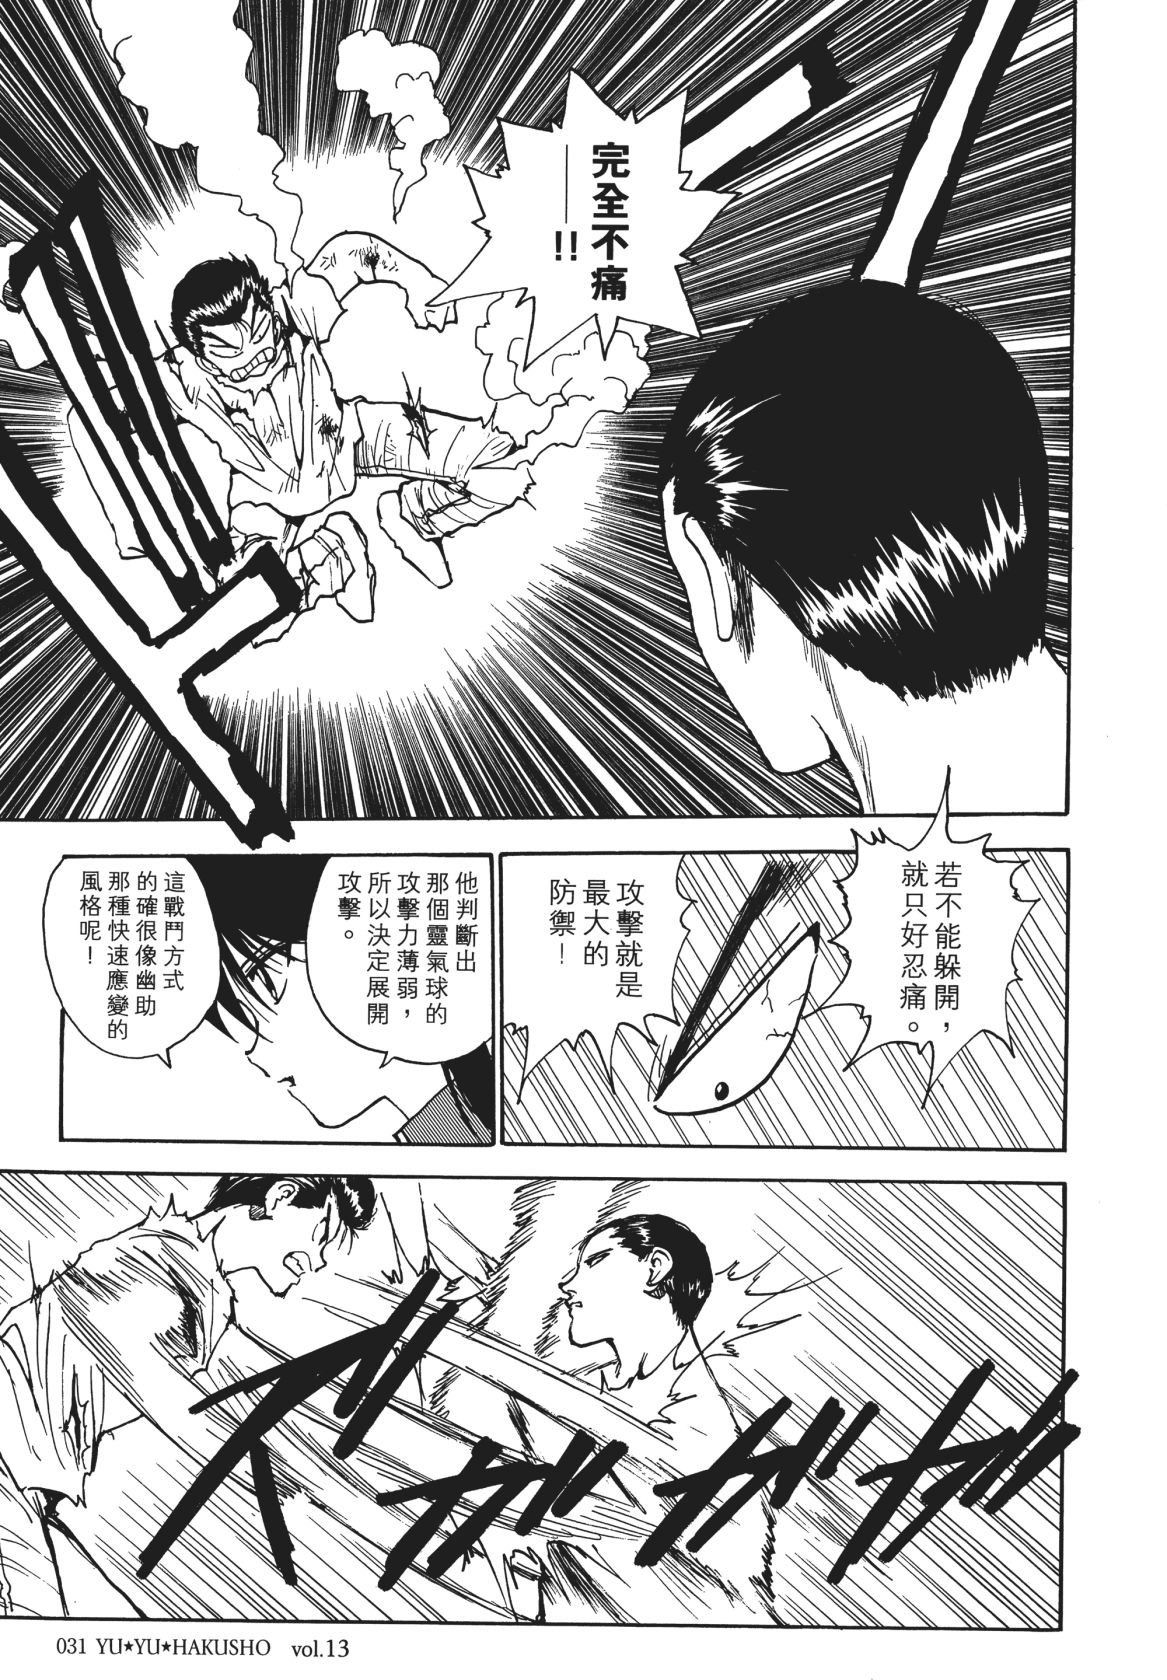 完全不痛
——!!
若不能躲開，
就只好忍痛。
攻擊就是
最大的
防禦！
他判斷出
那個靈氣球的
攻擊力薄弱，
所以決定展開
攻擊。
這戰鬥方式
的確很像幽助
那種快速應變的
風格呢！
ズガガガガ
031 YU★YU★HAKUSHO vol.13